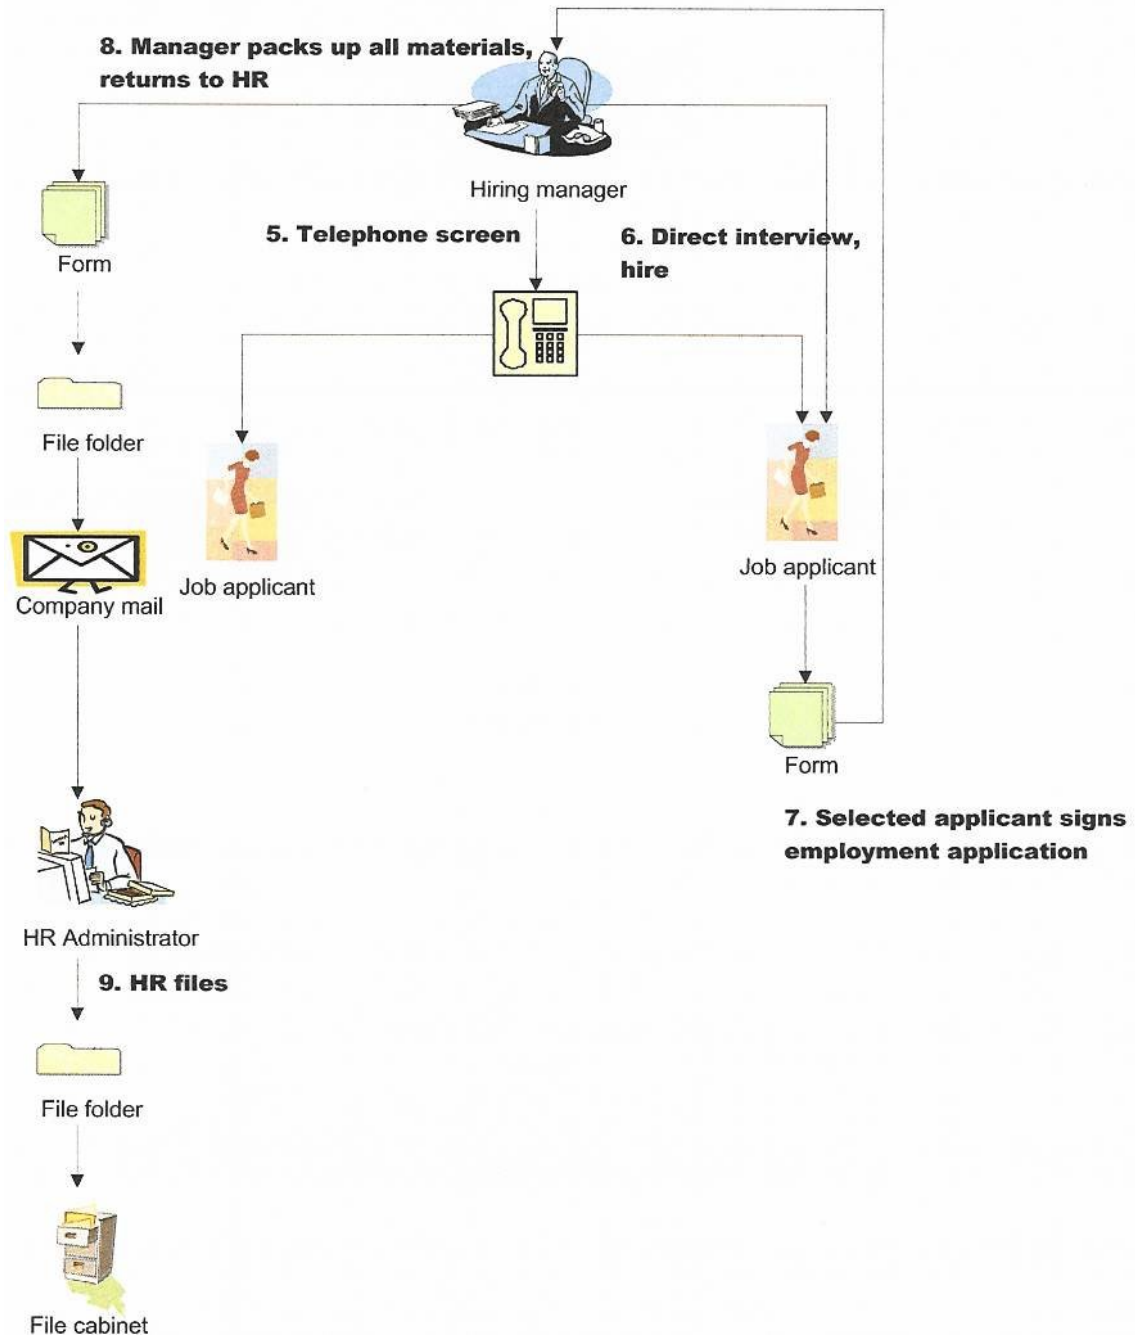 8. Manager packs up all materials,
returns to HR
Hiring manager
5. Telephone screen
6. Direct interview,
hire
Form
File folder
Job applicant
Job applicant
Company mail
Form
7. Selected applicant signs
employment application
HR Administrator
9. HR files
File folder
File cabinet